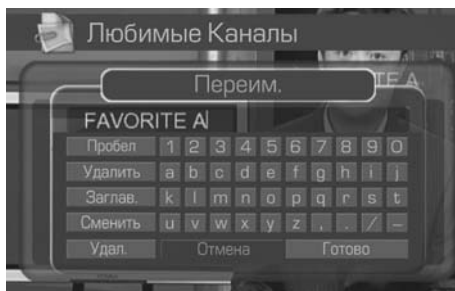 Любимые Каналы
Переим.
TE A.
FAVORITE A
Пробел 1 2 3 4 5 6 7 8 9 0
Удалить a b c d e f g h i j
Заглав. k l m n o p q r s t
Сменить u v w x y z , . / –
Удал. Отмена Готово